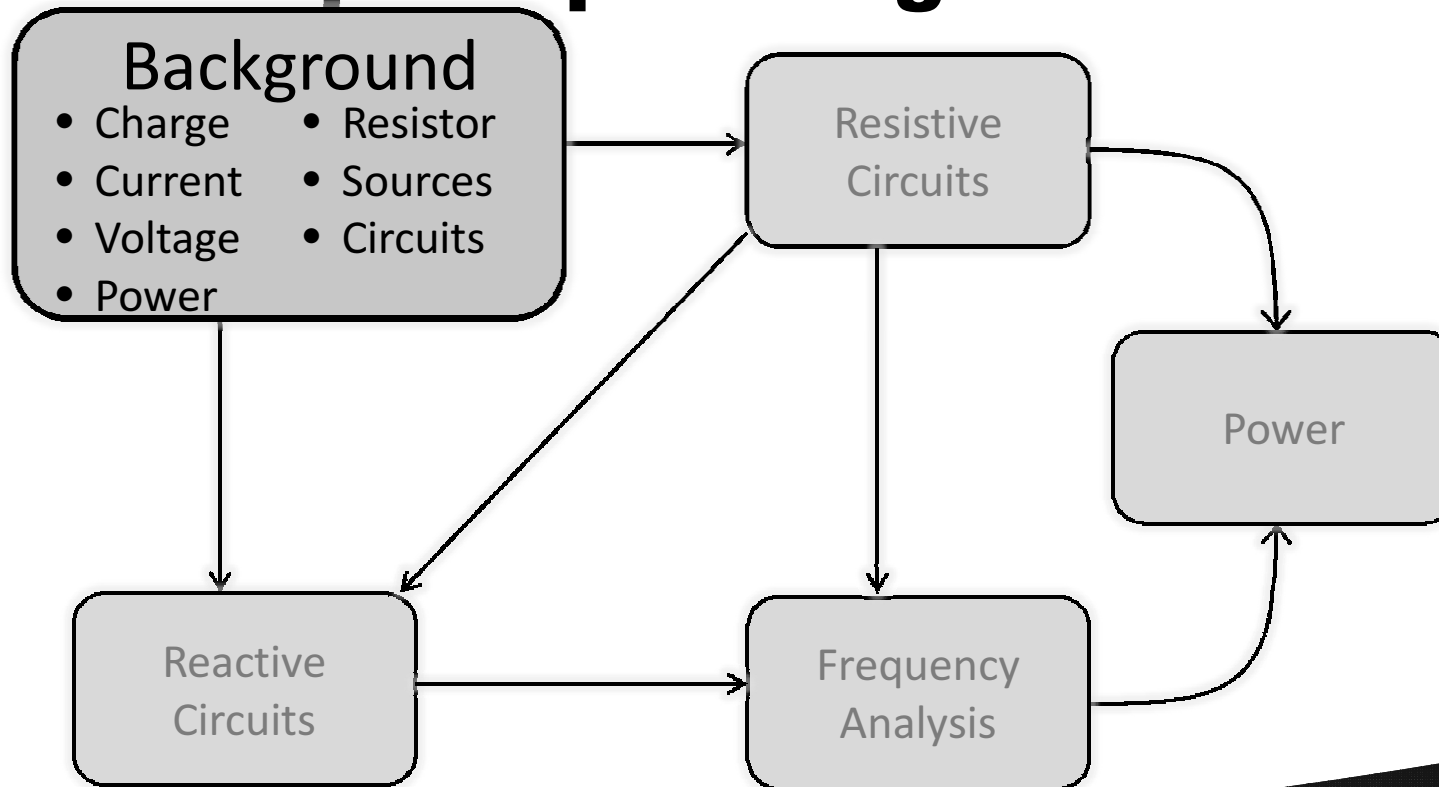 Background
• Charge
• Current
• Voltage
• Power
• Resistor
• Sources
• Circuits
Resistive
Circuits
Power
Reactive
Circuits
Frequency
Analysis